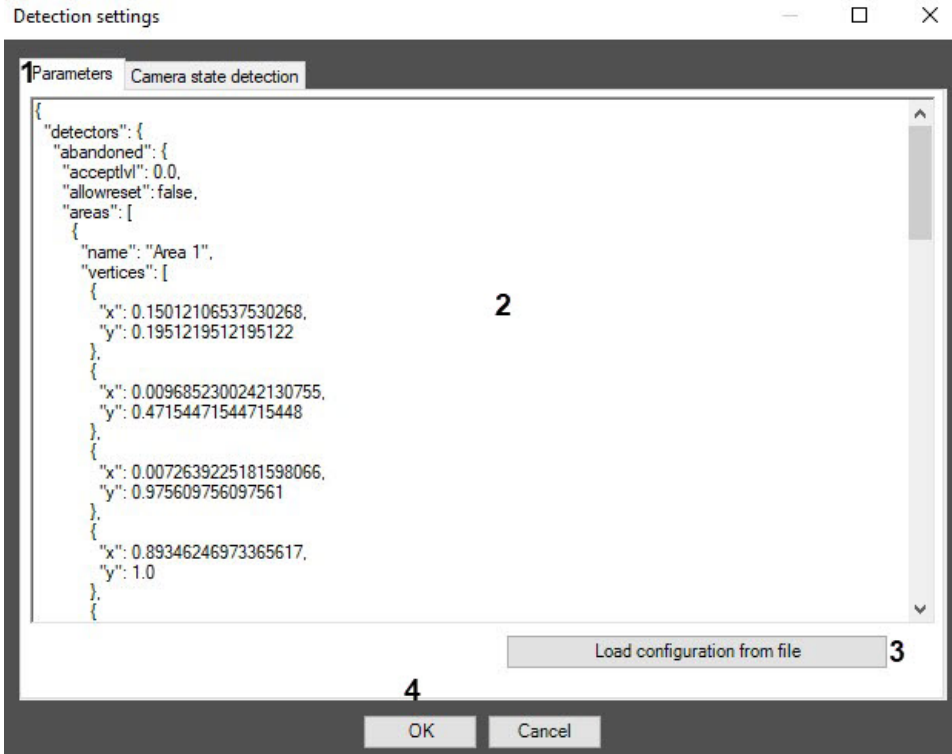 Detection settings
1 Parameters Camera state detection
{
"detectors": {
"abandoned": {
"acceptlvl": 0.0,
"allowreset": false,
"areas": [
{
"name": "Area 1",
"vertices": [
{
"x": 0.15012106537530268,
"y": 0.1951219512195122
},
{
"x": 0.0096852300242130755,
"y": 0.47154471544715448
},
{
"x": 0.0072639225181598066,
"y": 0.975609756097561
},
{
"x": 0.89346246973365617,
"y": 1.0
},
{
2
Load configuration from file 3
4
OK Cancel